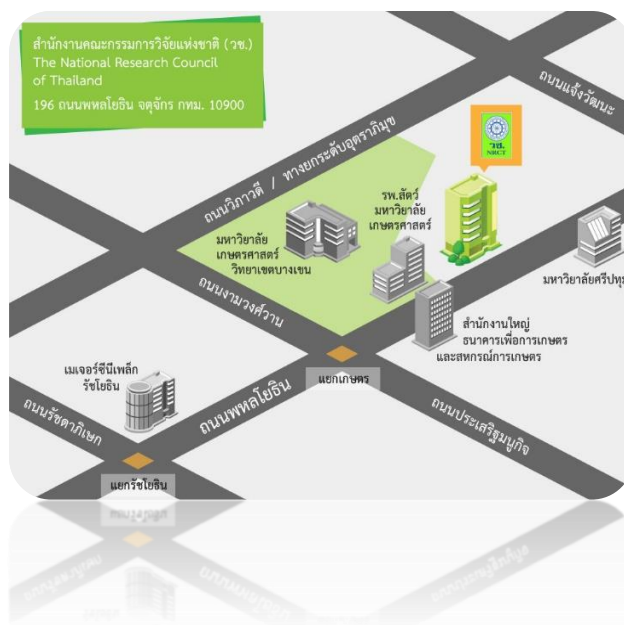 สำนักงานคณะกรรมการวิจัยแห่งชาติ (วช.)
The National Research Council
of Thailand
196 ถนนพหลโยธิน จตุจักร กทม. 10900
ถนนแจ้งวัฒนะ
ถนนวิภาวดี / ทางยกระดับอุตราภิมุข
วช.
NRCT
รพ.สัตว์
มหาวิทยาลัย
เกษตรศาสตร์
มหาวิทยาลัย
เกษตรศาสตร์
วิทยาเขตบางเขน
มหาวิทยาลัยศรีปทุม
ถนนงามวงศ์วาน
สำนักงานใหญ่
ธนาคารเพื่อการเกษตร
และสหกรณ์การเกษตร
เมเจอร์ซีนีเพล็ก
รัชโยธิน
แยกเกษตร
ถนนรัชดาภิเษก
ถนนพหลโยธิน
ถนนประเสริฐมนูกิจ
แยกรัชโยธิน